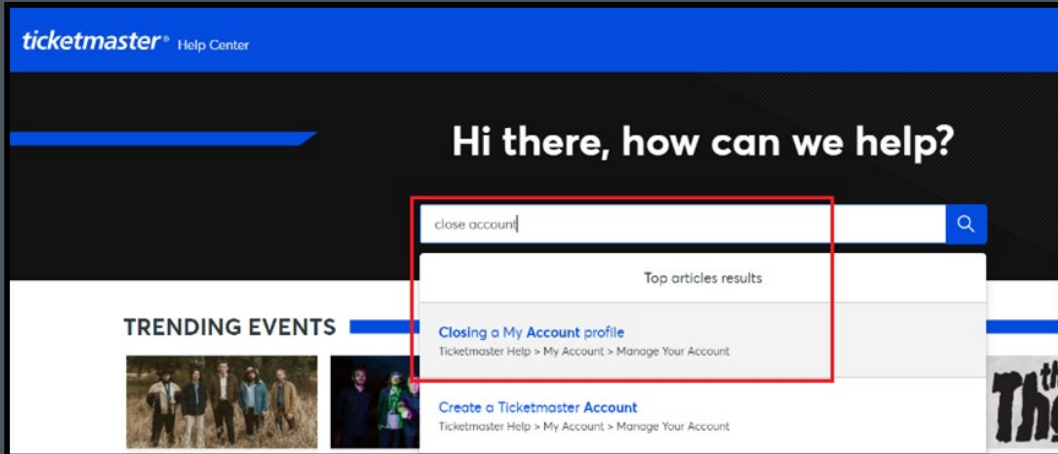 ticketmaster® Help Center
Hi there, how can we help?
close account
Top articles results
TRENDING EVENTS
Closing a My Account profile
Ticketmaster Help > My Account > Manage Your Account
Create a Ticketmaster Account
Ticketmaster Help > My Account > Manage Your Account